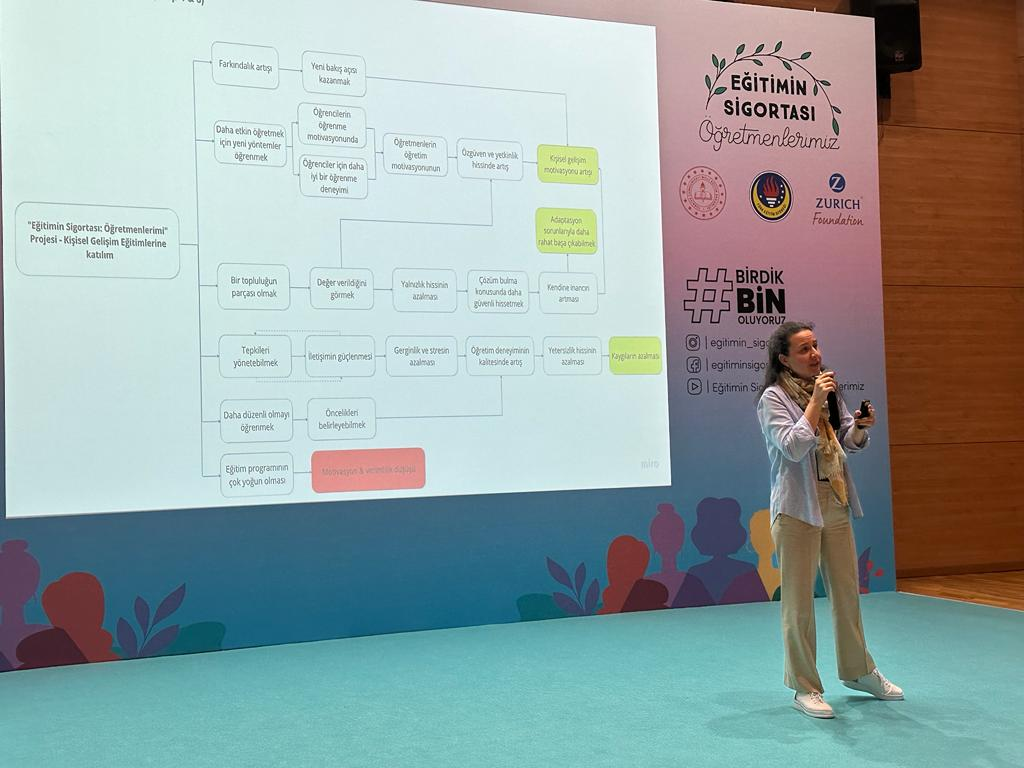 Farkındalık artışı
Yeni bakış açısı
kazanmak
Daha etkin öğretmek
için yeni yöntemler
öğrenmek
Öğrencilerin
öğrenme
motivasyonunda
Öğrenciler için daha
iyi bir öğrenme
deneyimi
Öğretmenlerin
öğretim
motivasyonunun
Özgüven ve yetkinlik
hissinde artış
Kişisel gelişim
motivasyonu artışı
Adaptasyon
sorunlarıyla daha
rahat başa çıkabilmek
"Eğitimin Sigortası: Öğretmenlerimi"
Projesi - Kişisel Gelişim Eğitimlerine
katılım
Bir topluluğun
parçası olmak
Değer verildiğini
görmek
Yalnızlık hissinin
azalması
Çözüm bulma
konusunda daha
güvenli hissetmek
Kendine inancın
artması
Tepkileri
yönetebilmek
İletişimin güçlenmesi
Gerginlik ve stresin
azalması
Öğretim deneyiminin
kalitesinde artış
Yetersizlik hissinin
azalması
Kaygıların azalması
Daha düzenli olmayı
öğrenmek
Öncelikleri
belirleyebilmek
Eğitim programının
çok yoğun olması
Motivasyon & verimlilik düşüşü
miro
EĞİTİMİN
SİGORTASI
Öğretmenlerimiz
ZURICH
Foundation
#BİRDİK
BiN
OLUYORUZ
| egitimin_sigo
| egitiminsigor
| Eğitimin Sig erimiz